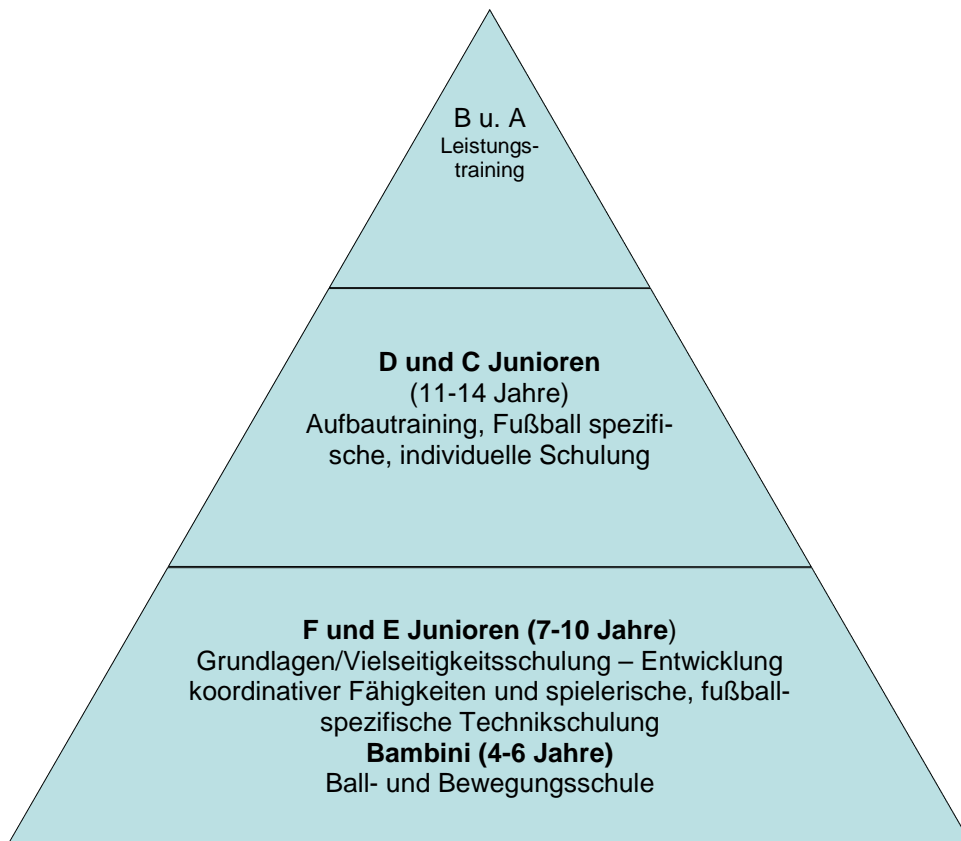 B u. A
Leistungs-
training
D und C Junioren
(11-14 Jahre)
Aufbautraining, Fußball spezifi-
sche, individuelle Schulung
F und E Junioren (7-10 Jahre)
Grundlagen/Vielseitigkeitsschulung – Entwicklung
koordinativer Fähigkeiten und spielerische, fußball-
spezifische Technikschulung
Bambini (4-6 Jahre)
Ball- und Bewegungsschule